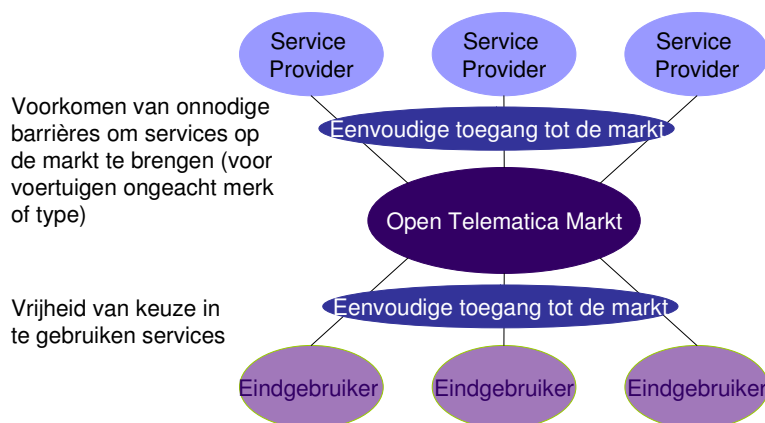 Service
Provider
Service
Provider
Service
Provider
Voorkomen van onnodige
barrières om services op
de markt te brengen (voor
voertuigen ongeacht merk
of type)
Eenvoudige toegang tot de markt
Open Telematica Markt
Vrijheid van keuze in
te gebruiken services
Eenvoudige toegang tot de markt
Eindgebruiker
Eindgebruiker
Eindgebruiker